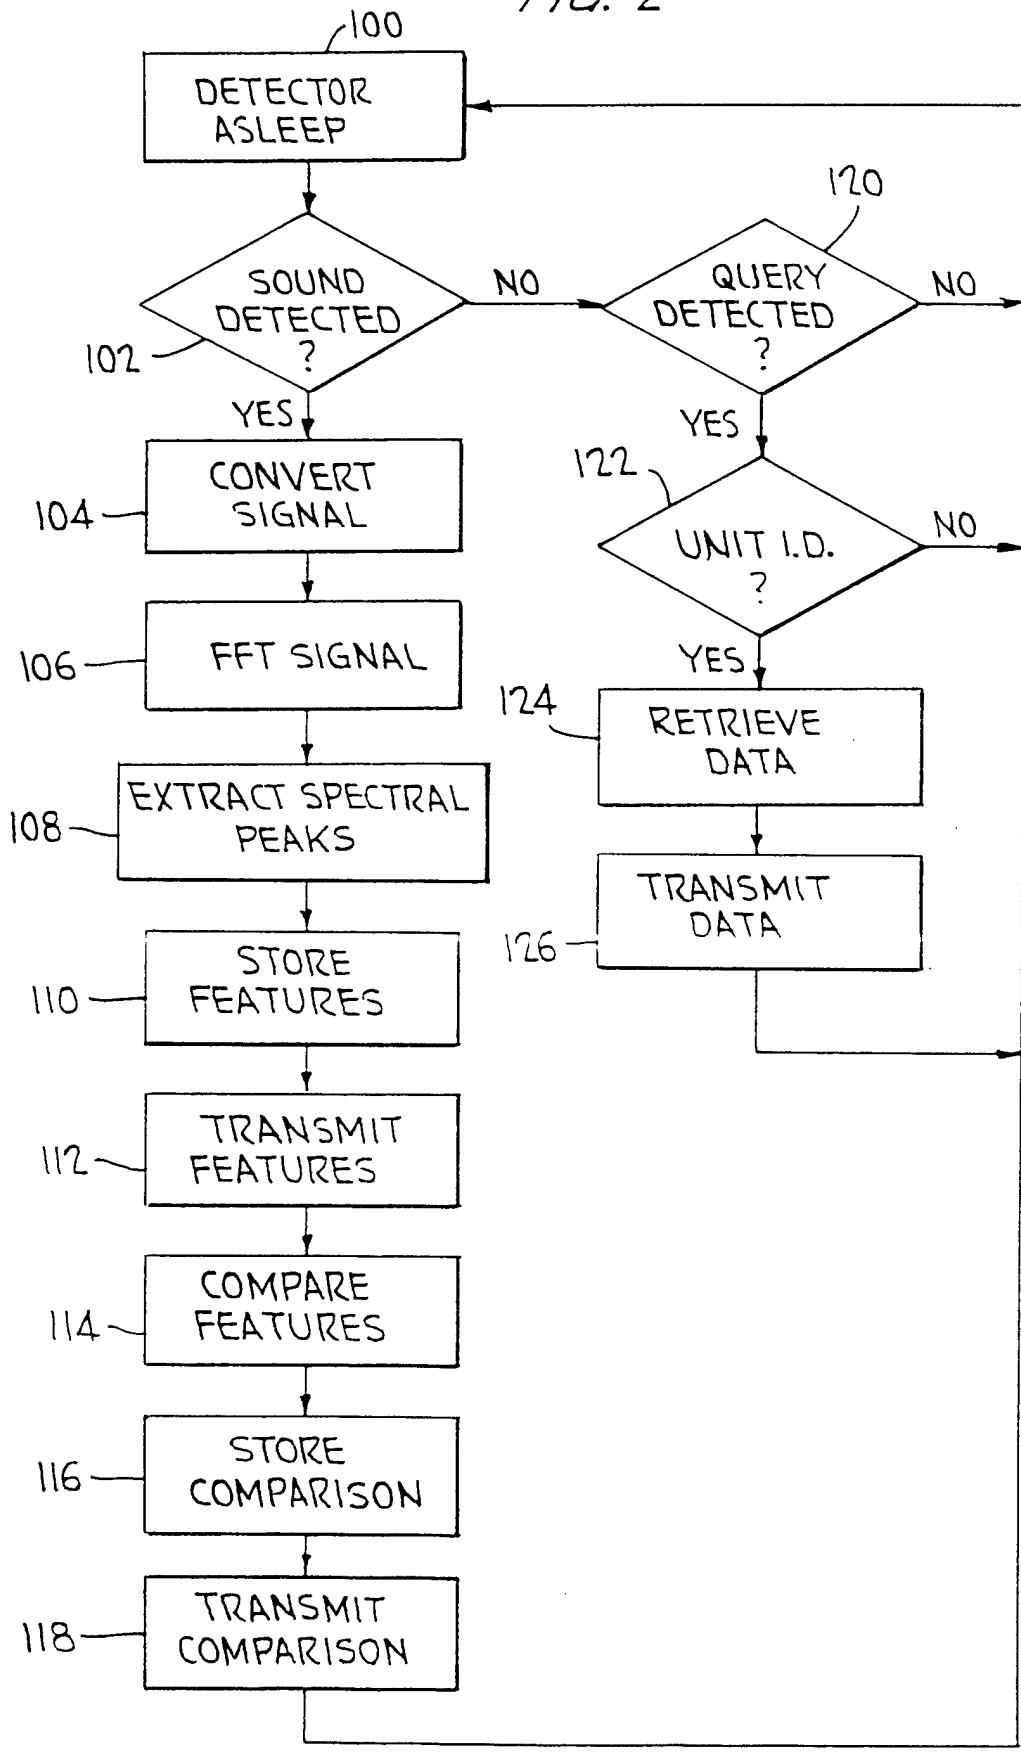 FIG. 2
100
DETECTOR
ASLEEP
120
SOUND
DETECTED
?
102
NO
QUERY
DETECTED
?
NO
YES
YES
104
CONVERT
SIGNAL
122
UNIT I.D.
?
NO
106
FFT SIGNAL
YES
124
RETRIEVE
DATA
108
EXTRACT SPECTRAL
PEAKS
126
TRANSMIT
DATA
110
STORE
FEATURES
112
TRANSMIT
FEATURES
114
COMPARE
FEATURES
116
STORE
COMPARISON
118
TRANSMIT
COMPARISON